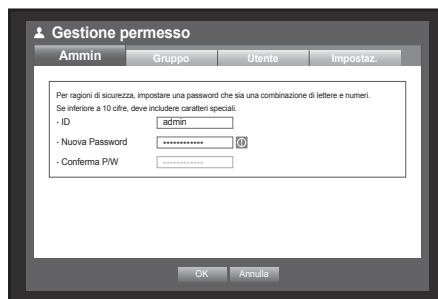 Gestione permesso
Ammin Gruppo Utente Impostaz.
Per ragioni di sicurezza, impostare una password che sia una combinazione di lettere e numeri.
Se inferiore a 10 cifre, deve includere caratteri speciali.
· ID admin
· Nuova Password ************
· Conferma P/W ************
OK Annulla